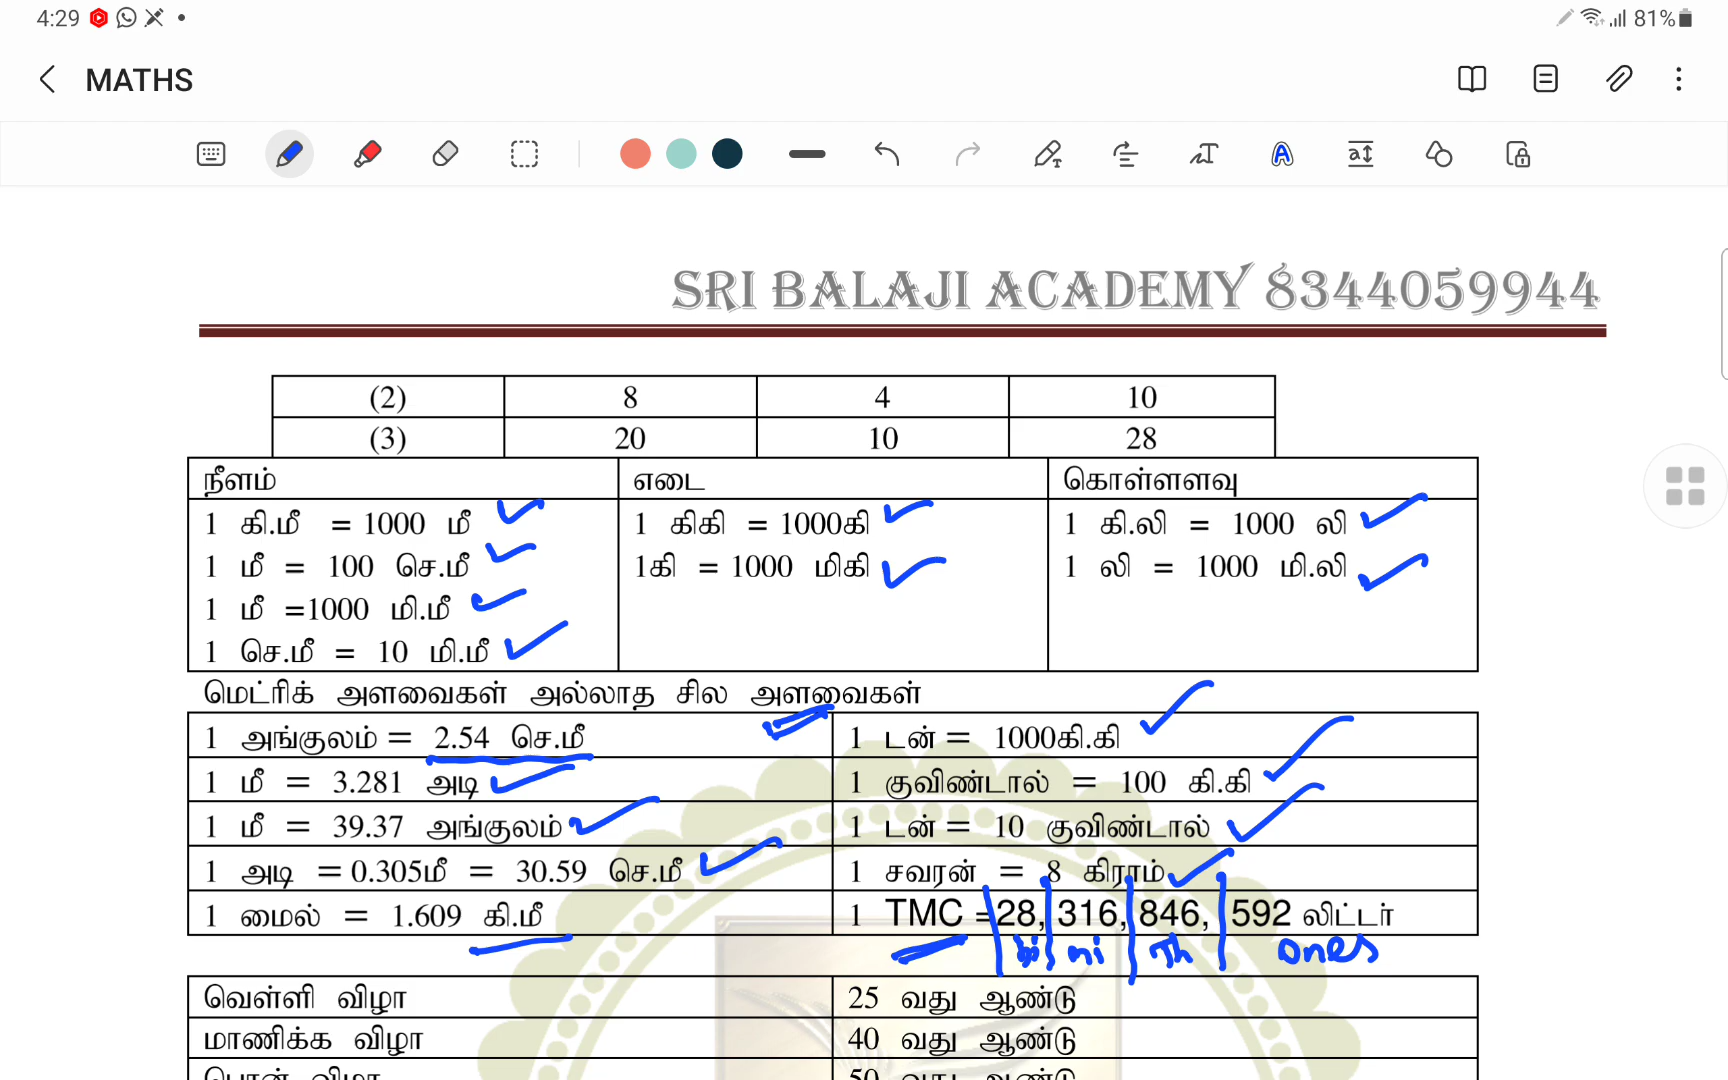 4:29 81%
MATHS
SRI BALAJI ACADEMY 8344059944
(2) 8 4 10
(3) 20 10 28
நீளம் எடை கொள்ளளவு
1 கி.மீ = 1000 மீ 1 கிகி = 1000கி 1 கி.லி = 1000 லி
1 மீ = 100 செ.மீ 1கி = 1000 மிகி 1 லி = 1000 மி.லி
1 மீ =1000 மி.மீ
1 செ.மீ = 10 மி.மீ
மெட்ரிக் அளவைகள் அல்லாத சில அளவைகள்
1 அங்குலம் = 2.54 செ.மீ 1 டன் = 1000கி.கி
1 மீ = 3.281 அடி 1 குவிண்டால் = 100 கி.கி
1 மீ = 39.37 அங்குலம் 1 டன் = 10 குவிண்டால்
1 அடி = 0.305மீ = 30.59 செ.மீ 1 சவரன் = 8 கிராம்
1 மைல் = 1.609 கி.மீ 1 TMC =28, 316, 846, 592 லிட்டர்
bi mi Th ones
வெள்ளி விழா 25 வது ஆண்டு
மாணிக்க விழா 40 வது ஆண்டு
பொன் விழா 50 வது ஆண்டு